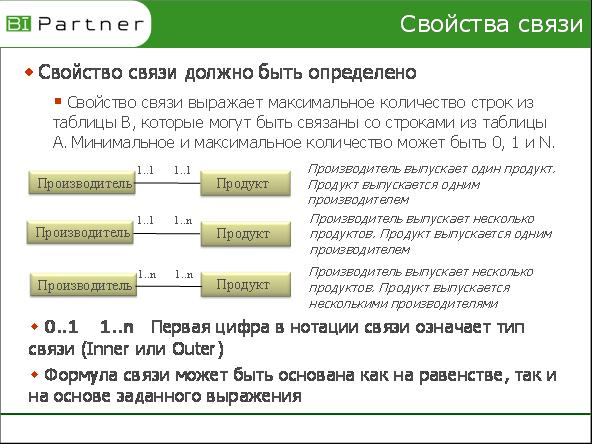 BI Partner
Свойства связи
Свойство связи должно быть определено
Свойство связи выражает максимальное количество строк из
таблицы B, которые могут быть связаны со строками из таблицы
A. Минимальное и максимальное количество может быть 0, 1 и N.
Производитель 1..1 1..1 Продукт
Производитель выпускает один продукт.
Продукт выпускается одним
производителем
Производитель 1..1 1..n Продукт
Производитель выпускает несколько
продуктов. Продукт выпускается одним
производителем
Производитель 1..n 1..n Продукт
Производитель выпускает несколько
продуктов. Продукт выпускается
несколькими производителями
0..1 1..n Первая цифра в нотации связи означает тип
связи (Inner или Outer)
Формула связи может быть основана как на равенстве, так и
на основе заданного выражения